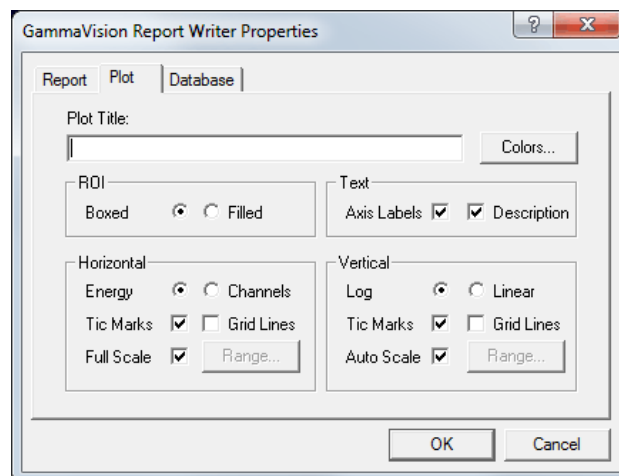 GammaVision Report Writer Properties
Report Plot Database
Plot Title:
Colors...
ROI
Boxed Filled
Text
Axis Labels Description
Horizontal
Energy Channels
Tic Marks Grid Lines
Full Scale Range...
Vertical
Log Linear
Tic Marks Grid Lines
Auto Scale Range...
OK Cancel